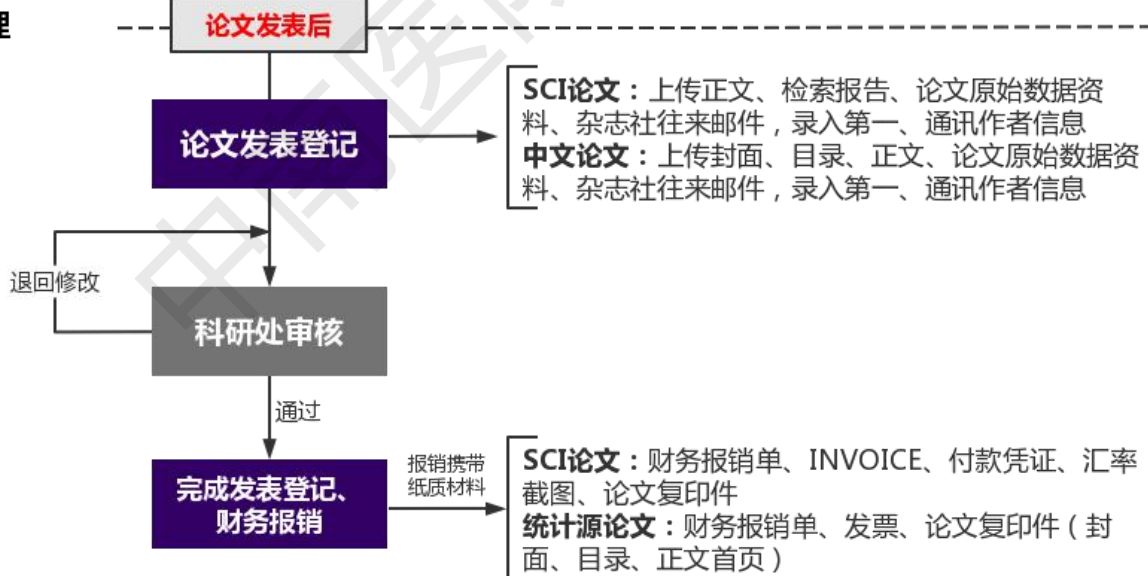 理
论文发表后
SCI论文：上传正文、检索报告、论文原始数据资
料、杂志社往来邮件，录入第一、通讯作者信息
中文论文：上传封面、目录、正文、论文原始数据资
料、杂志社往来邮件，录入第一、通讯作者信息
论文发表登记
退回修改
科研处审核
通过
完成发表登记、
财务报销
报销携带
纸质材料
SCI论文：财务报销单、INVOICE、付款凭证、汇率
截图、论文复印件
统计源论文：财务报销单、发票、论文复印件（封
面、目录、正文首页）
中南医院